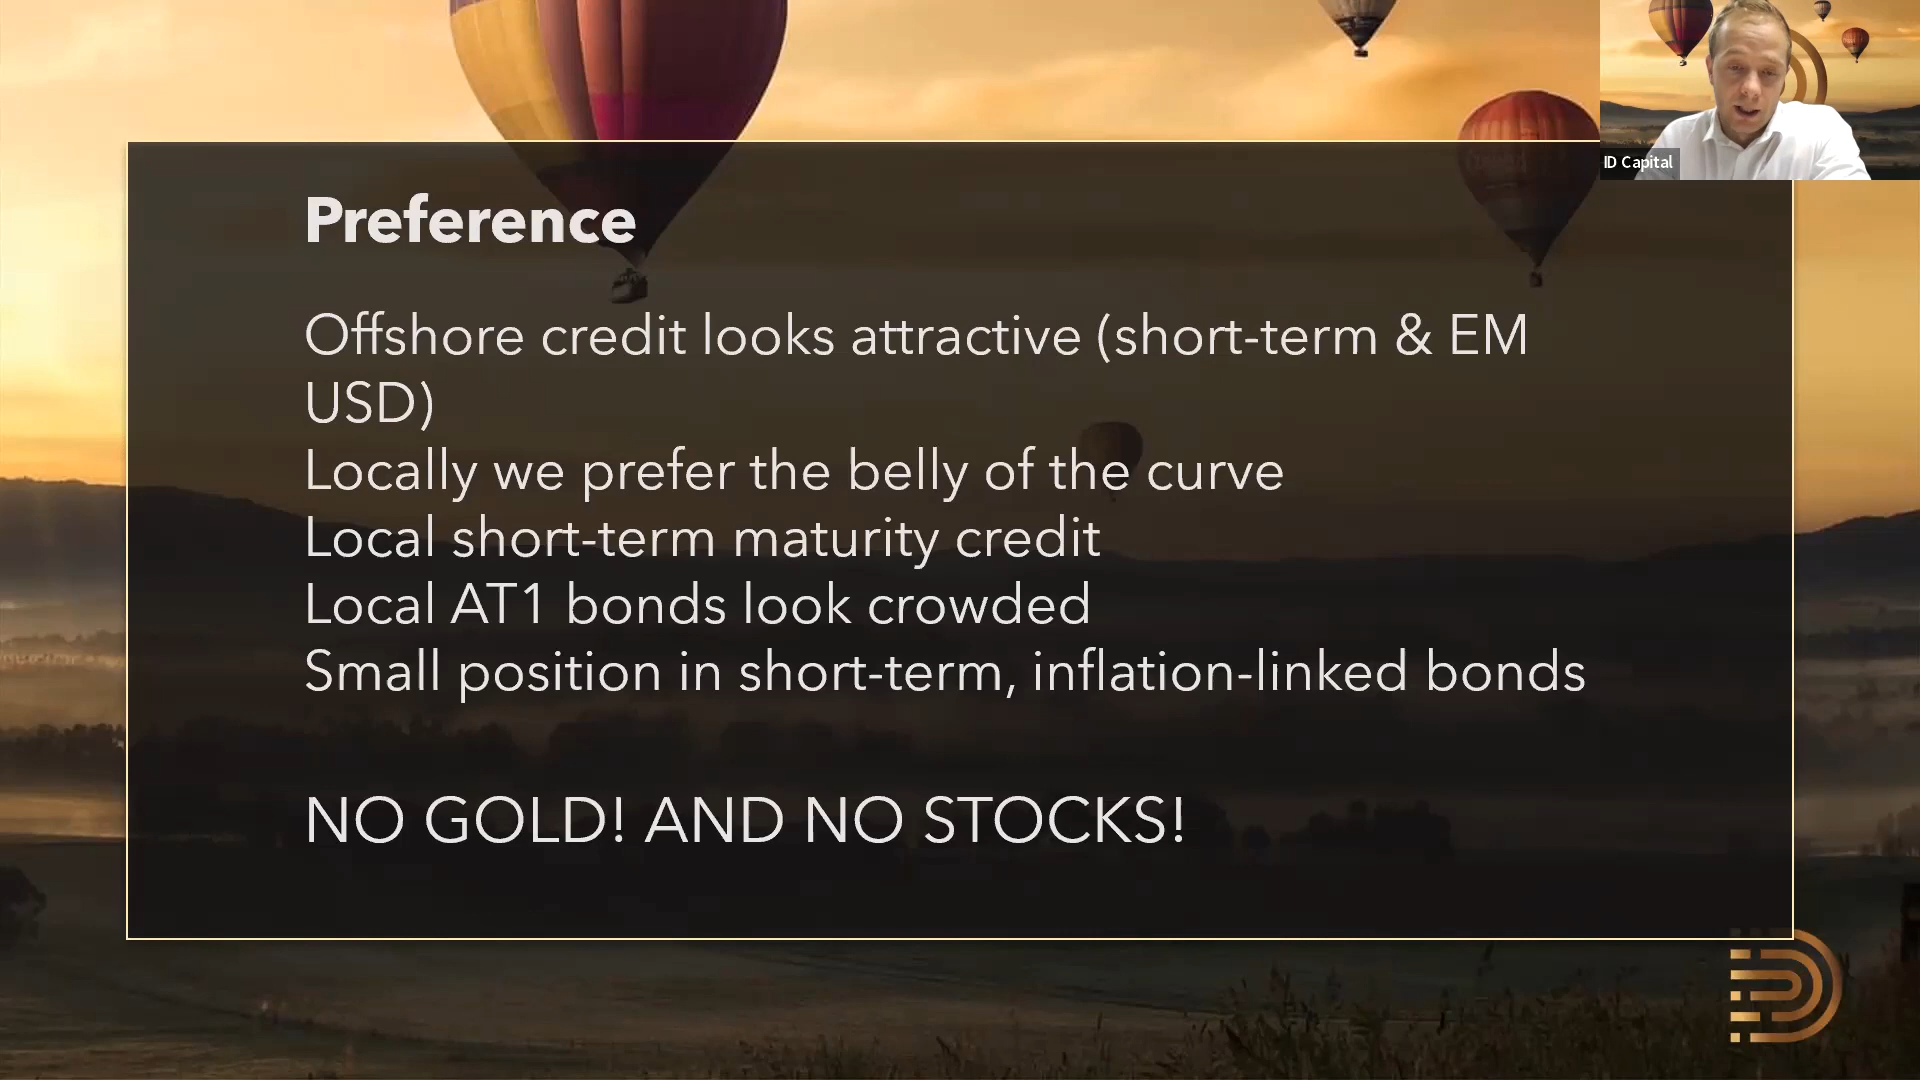 ID Capital
Preference
Offshore credit looks attractive (short-term & EM
USD)
Locally we prefer the belly of the curve
Local short-term maturity credit
Local AT1 bonds look crowded
Small position in short-term, inflation-linked bonds
NO GOLD! AND NO STOCKS!